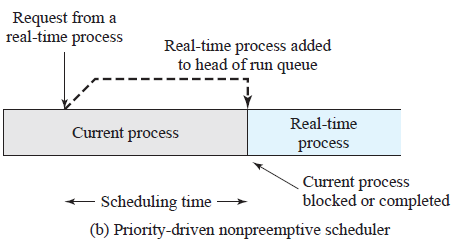 Request from a
real-time process
Real-time process added
to head of run queue
Current process
Real-time
process
Current process
blocked or completed
Scheduling time
(b) Priority-driven nonpreemptive scheduler